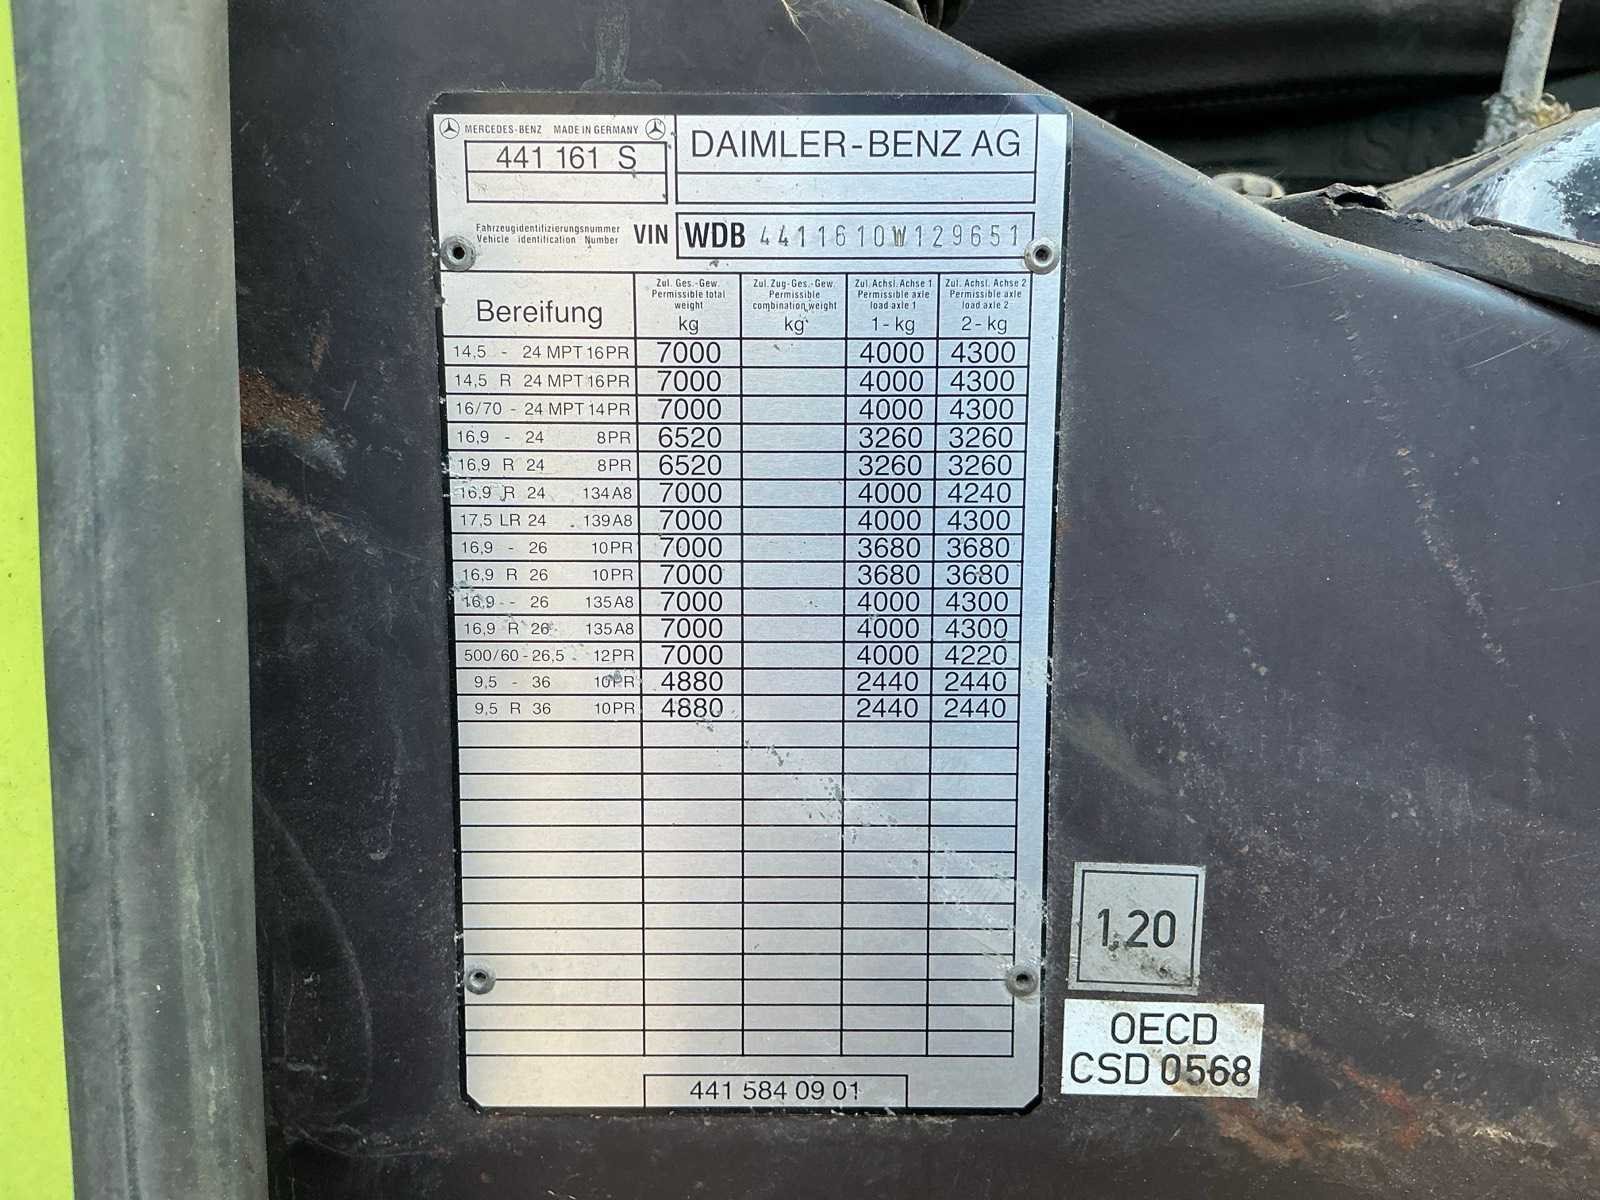 MERCEDES-BENZ MADE IN GERMANY
441 161 S
DAIMLER-BENZ AG
Fahrzeugidentifizierungsnummer
Vehicle identification Number
VIN WDB 4411610W129651
Bereifung
Zul. Ges.-Gew.
Permissible total
weight
kg
Zul. Zug-Ges.-Gew.
Permissible
combination weight
kg
Zul. Achsl. Achse 1
Permissible axle
load axle 1
1-kg
Zul. Achsl. Achse 2
Permissible axle
load axle 2
2-kg
14,5 - 24 MPT 16PR 7000 4000 4300
14,5 R 24 MPT 16PR 7000 4000 4300
16/70 - 24 MPT 14PR 7000 4000 4300
16,9 - 24 8PR 6520 3260 3260
16,9 R 24 8PR 6520 3260 3260
16,9 R 24 134A8 7000 4000 4240
17,5 LR 24 139A8 7000 4000 4300
16,9 - 26 10PR 7000 3680 3680
16,9 R 26 10PR 7000 3680 3680
16,9 - 26 135A8 7000 4000 4300
16,9 R 26 135A8 7000 4000 4300
500/60 - 26,5 12PR 7000 4000 4220
9,5 - 36 10PR 4880 2440 2440
9,5 R 36 10PR 4880 2440 2440
441 584 09 01
1,20
OECD
CSD 0568